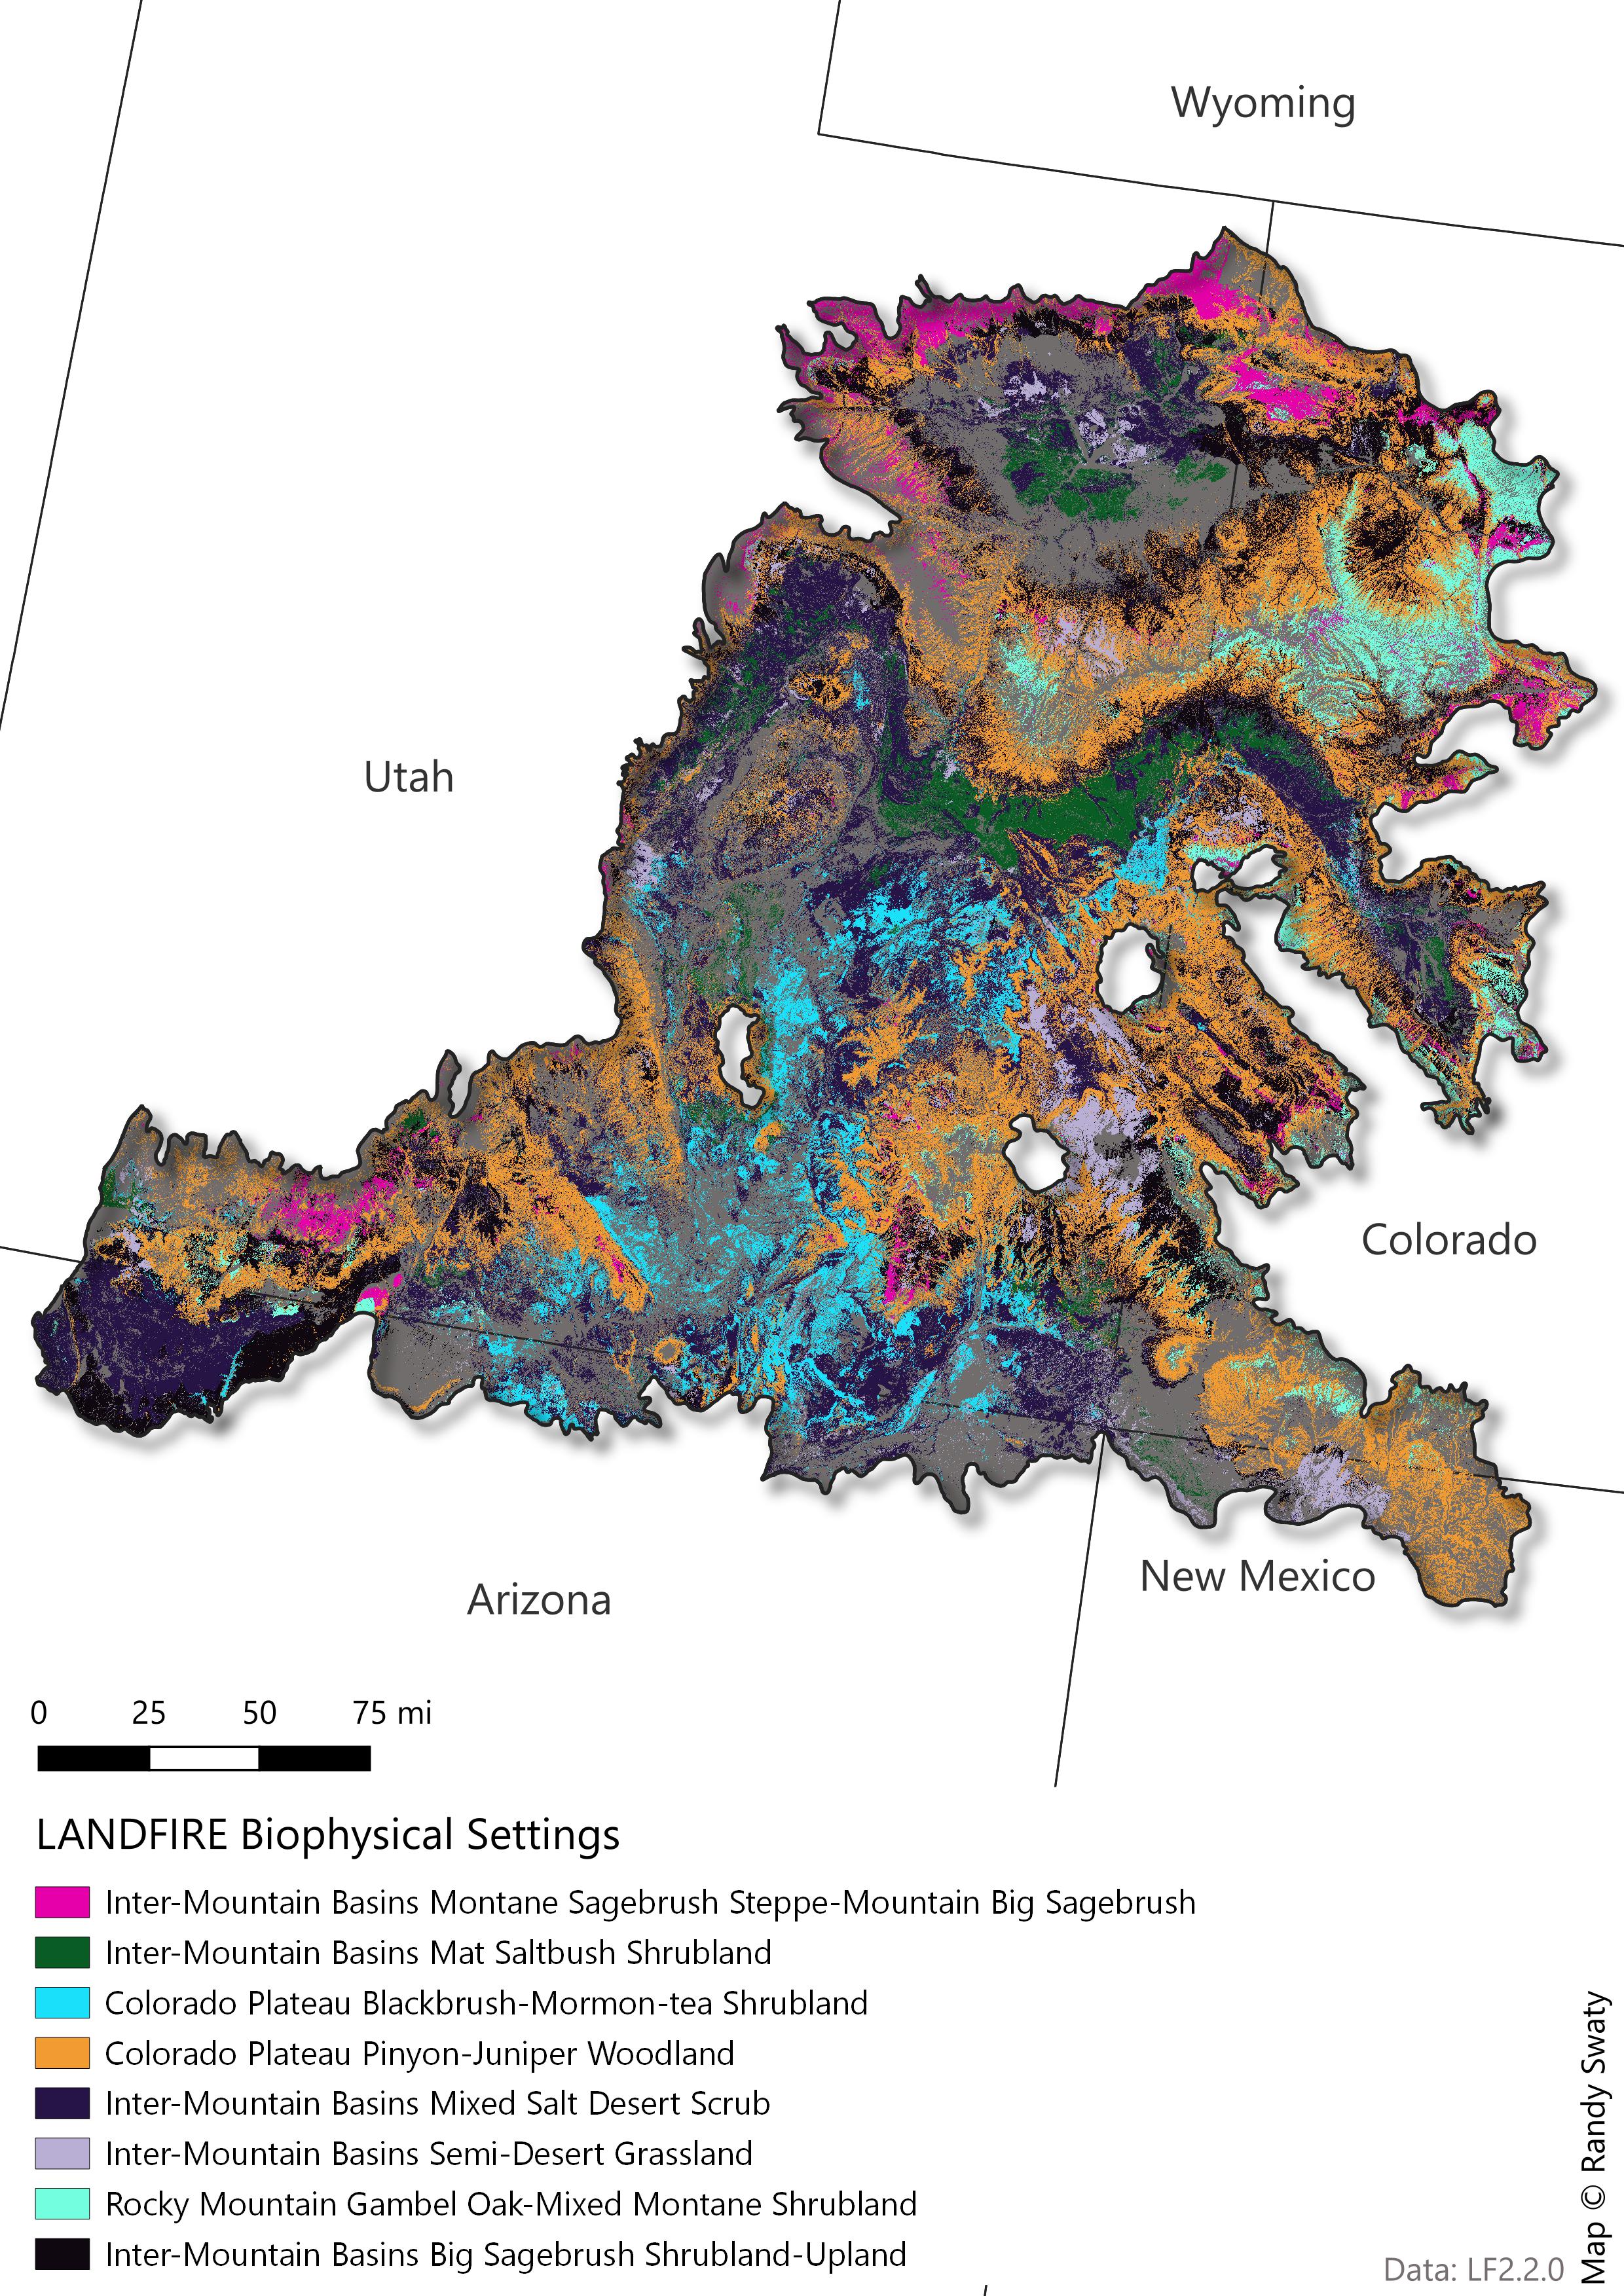 Wyoming
Utah
Colorado
New Mexico
Arizona
0 25 50 75 mi
LANDFIRE Biophysical Settings
Inter-Mountain Basins Montane Sagebrush Steppe-Mountain Big Sagebrush
Inter-Mountain Basins Mat Saltbush Shrubland
Colorado Plateau Blackbrush-Mormon-tea Shrubland
Colorado Plateau Pinyon-Juniper Woodland
Inter-Mountain Basins Mixed Salt Desert Scrub
Inter-Mountain Basins Semi-Desert Grassland
Rocky Mountain Gambel Oak-Mixed Montane Shrubland
Inter-Mountain Basins Big Sagebrush Shrubland-Upland
Data: LF2.2.0
Map © Randy Swaty